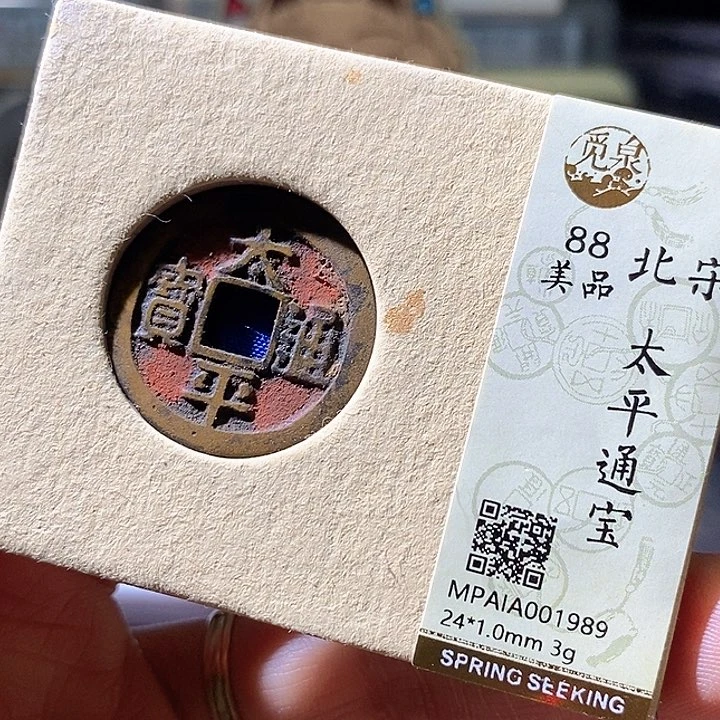 太
寶 通
平
觅泉
88
美品
北宋
太平通宝
MPAIA001989
24*1.0mm 3g
SPRING SEEKING